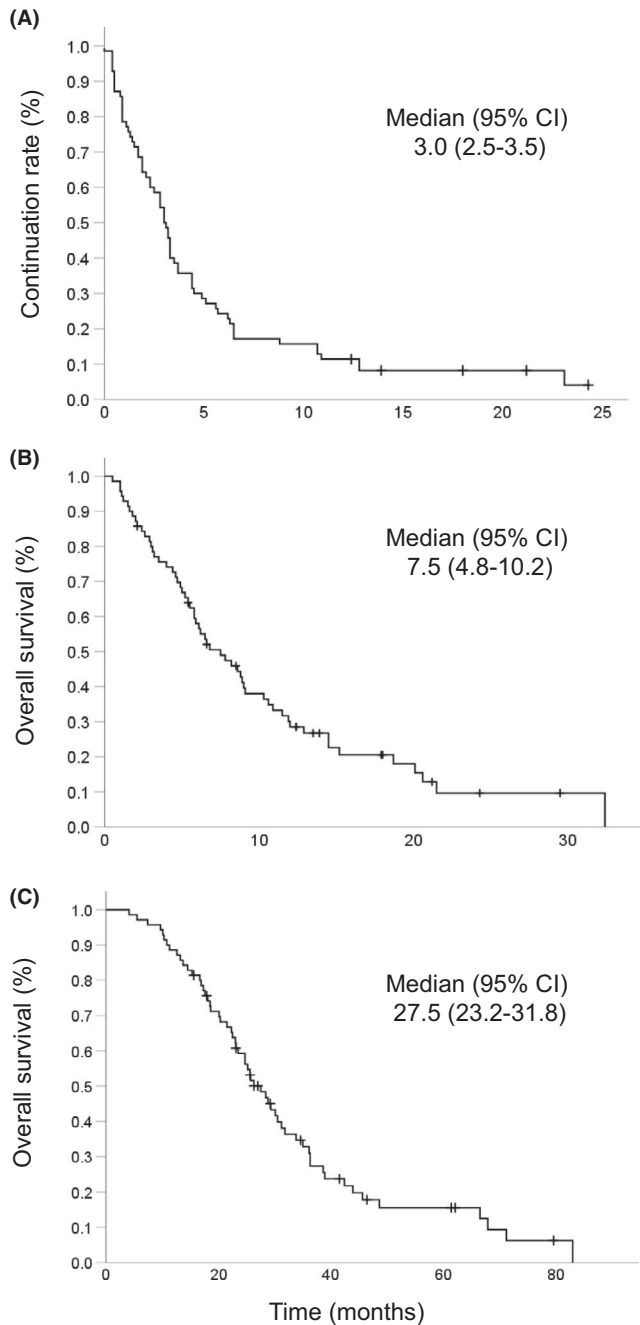 (A)
Continuation rate (%)
1.0
0.9
0.8
0.7
0.6
0.5
0.4
0.3
0.2
0.1
0.0
Median (95% CI)
3.0 (2.5-3.5)
0 5 10 15 20 25
(B)
Overall survival (%)
1.0
0.9
0.8
0.7
0.6
0.5
0.4
0.3
0.2
0.1
0.0
Median (95% CI)
7.5 (4.8-10.2)
0 10 20 30
(C)
Overall survival (%)
1.0
0.9
0.8
0.7
0.6
0.5
0.4
0.3
0.2
0.1
0.0
Median (95% CI)
27.5 (23.2-31.8)
0 20 40 60 80
Time (months)